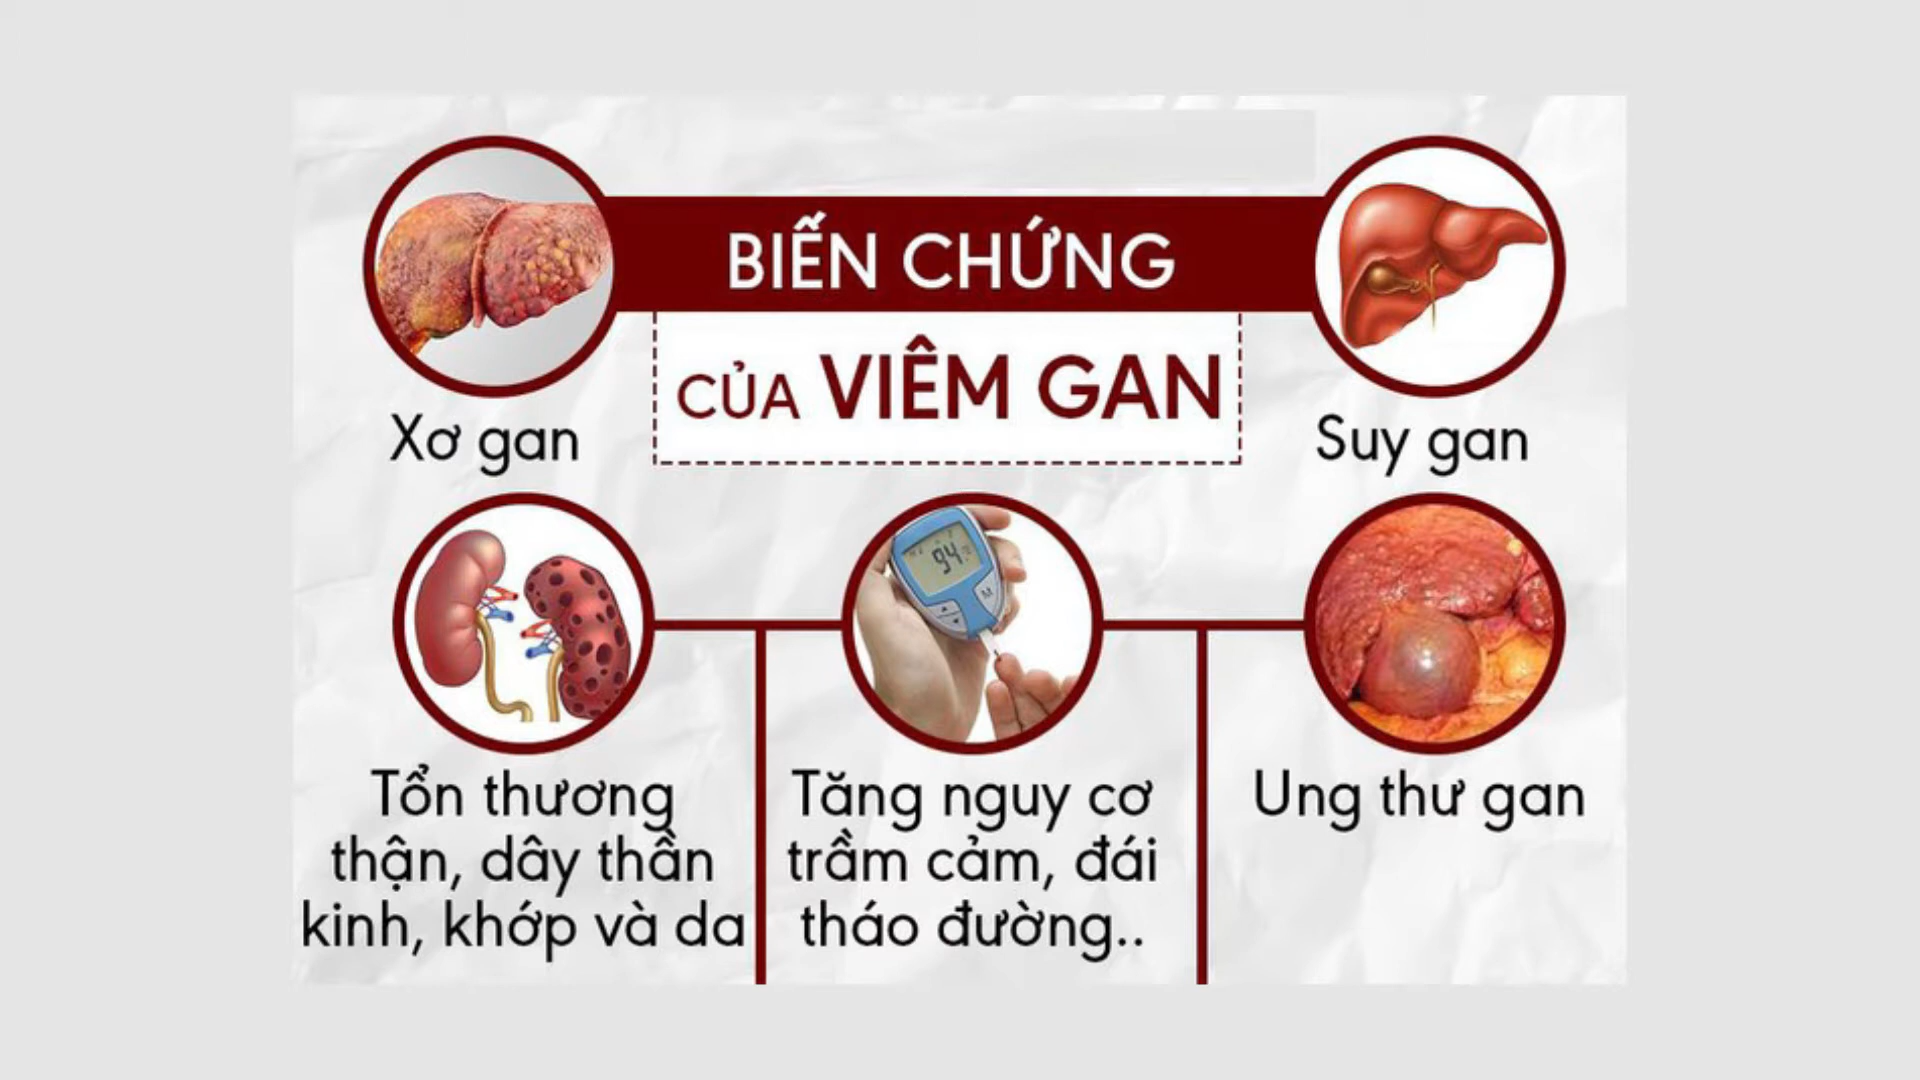 BIẾN CHỨNG
CỦA VIÊM GAN
Xơ gan
Suy gan
94
M
Tổn thương
thận, dây thần
kinh, khớp và da
Tăng nguy cơ
trầm cảm, đái
tháo đường..
Ung thư gan